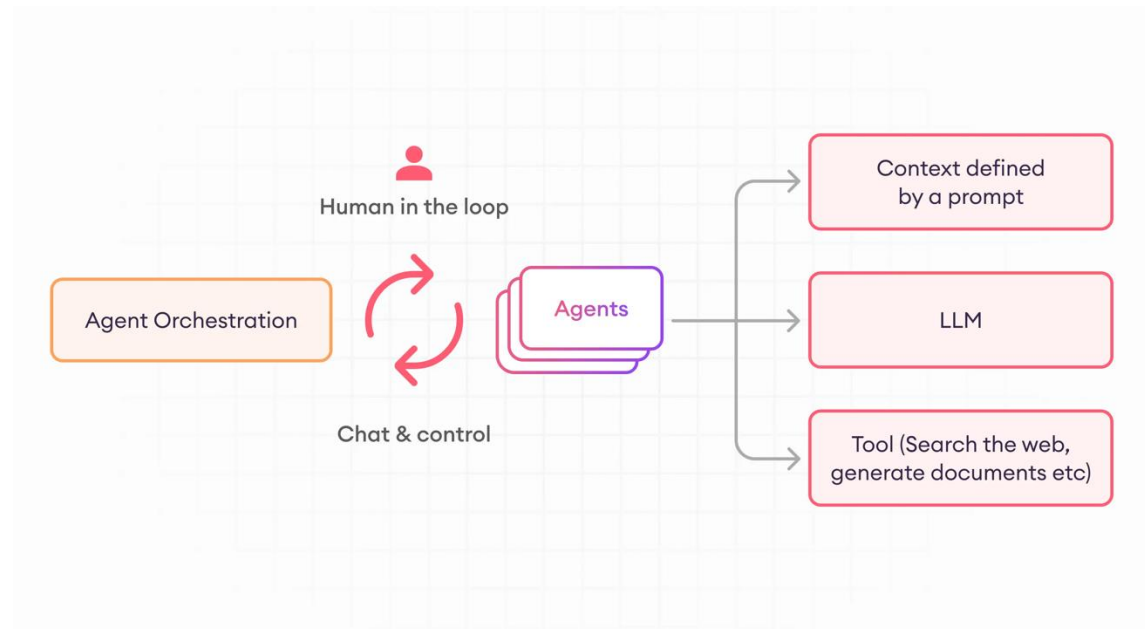 Human in the loop
Agent Orchestration
Agents
Chat & control
Context defined
by a prompt
LLM
Tool (Search the web,
generate documents etc)